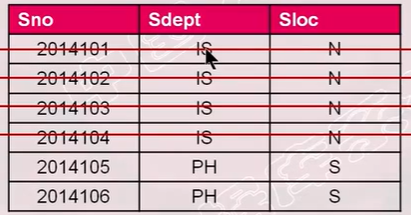 Sno Sdept Sloc
2014101 IS N
2014102 IS N
2014103 IS N
2014104 IS N
2014105 PH S
2014106 PH S